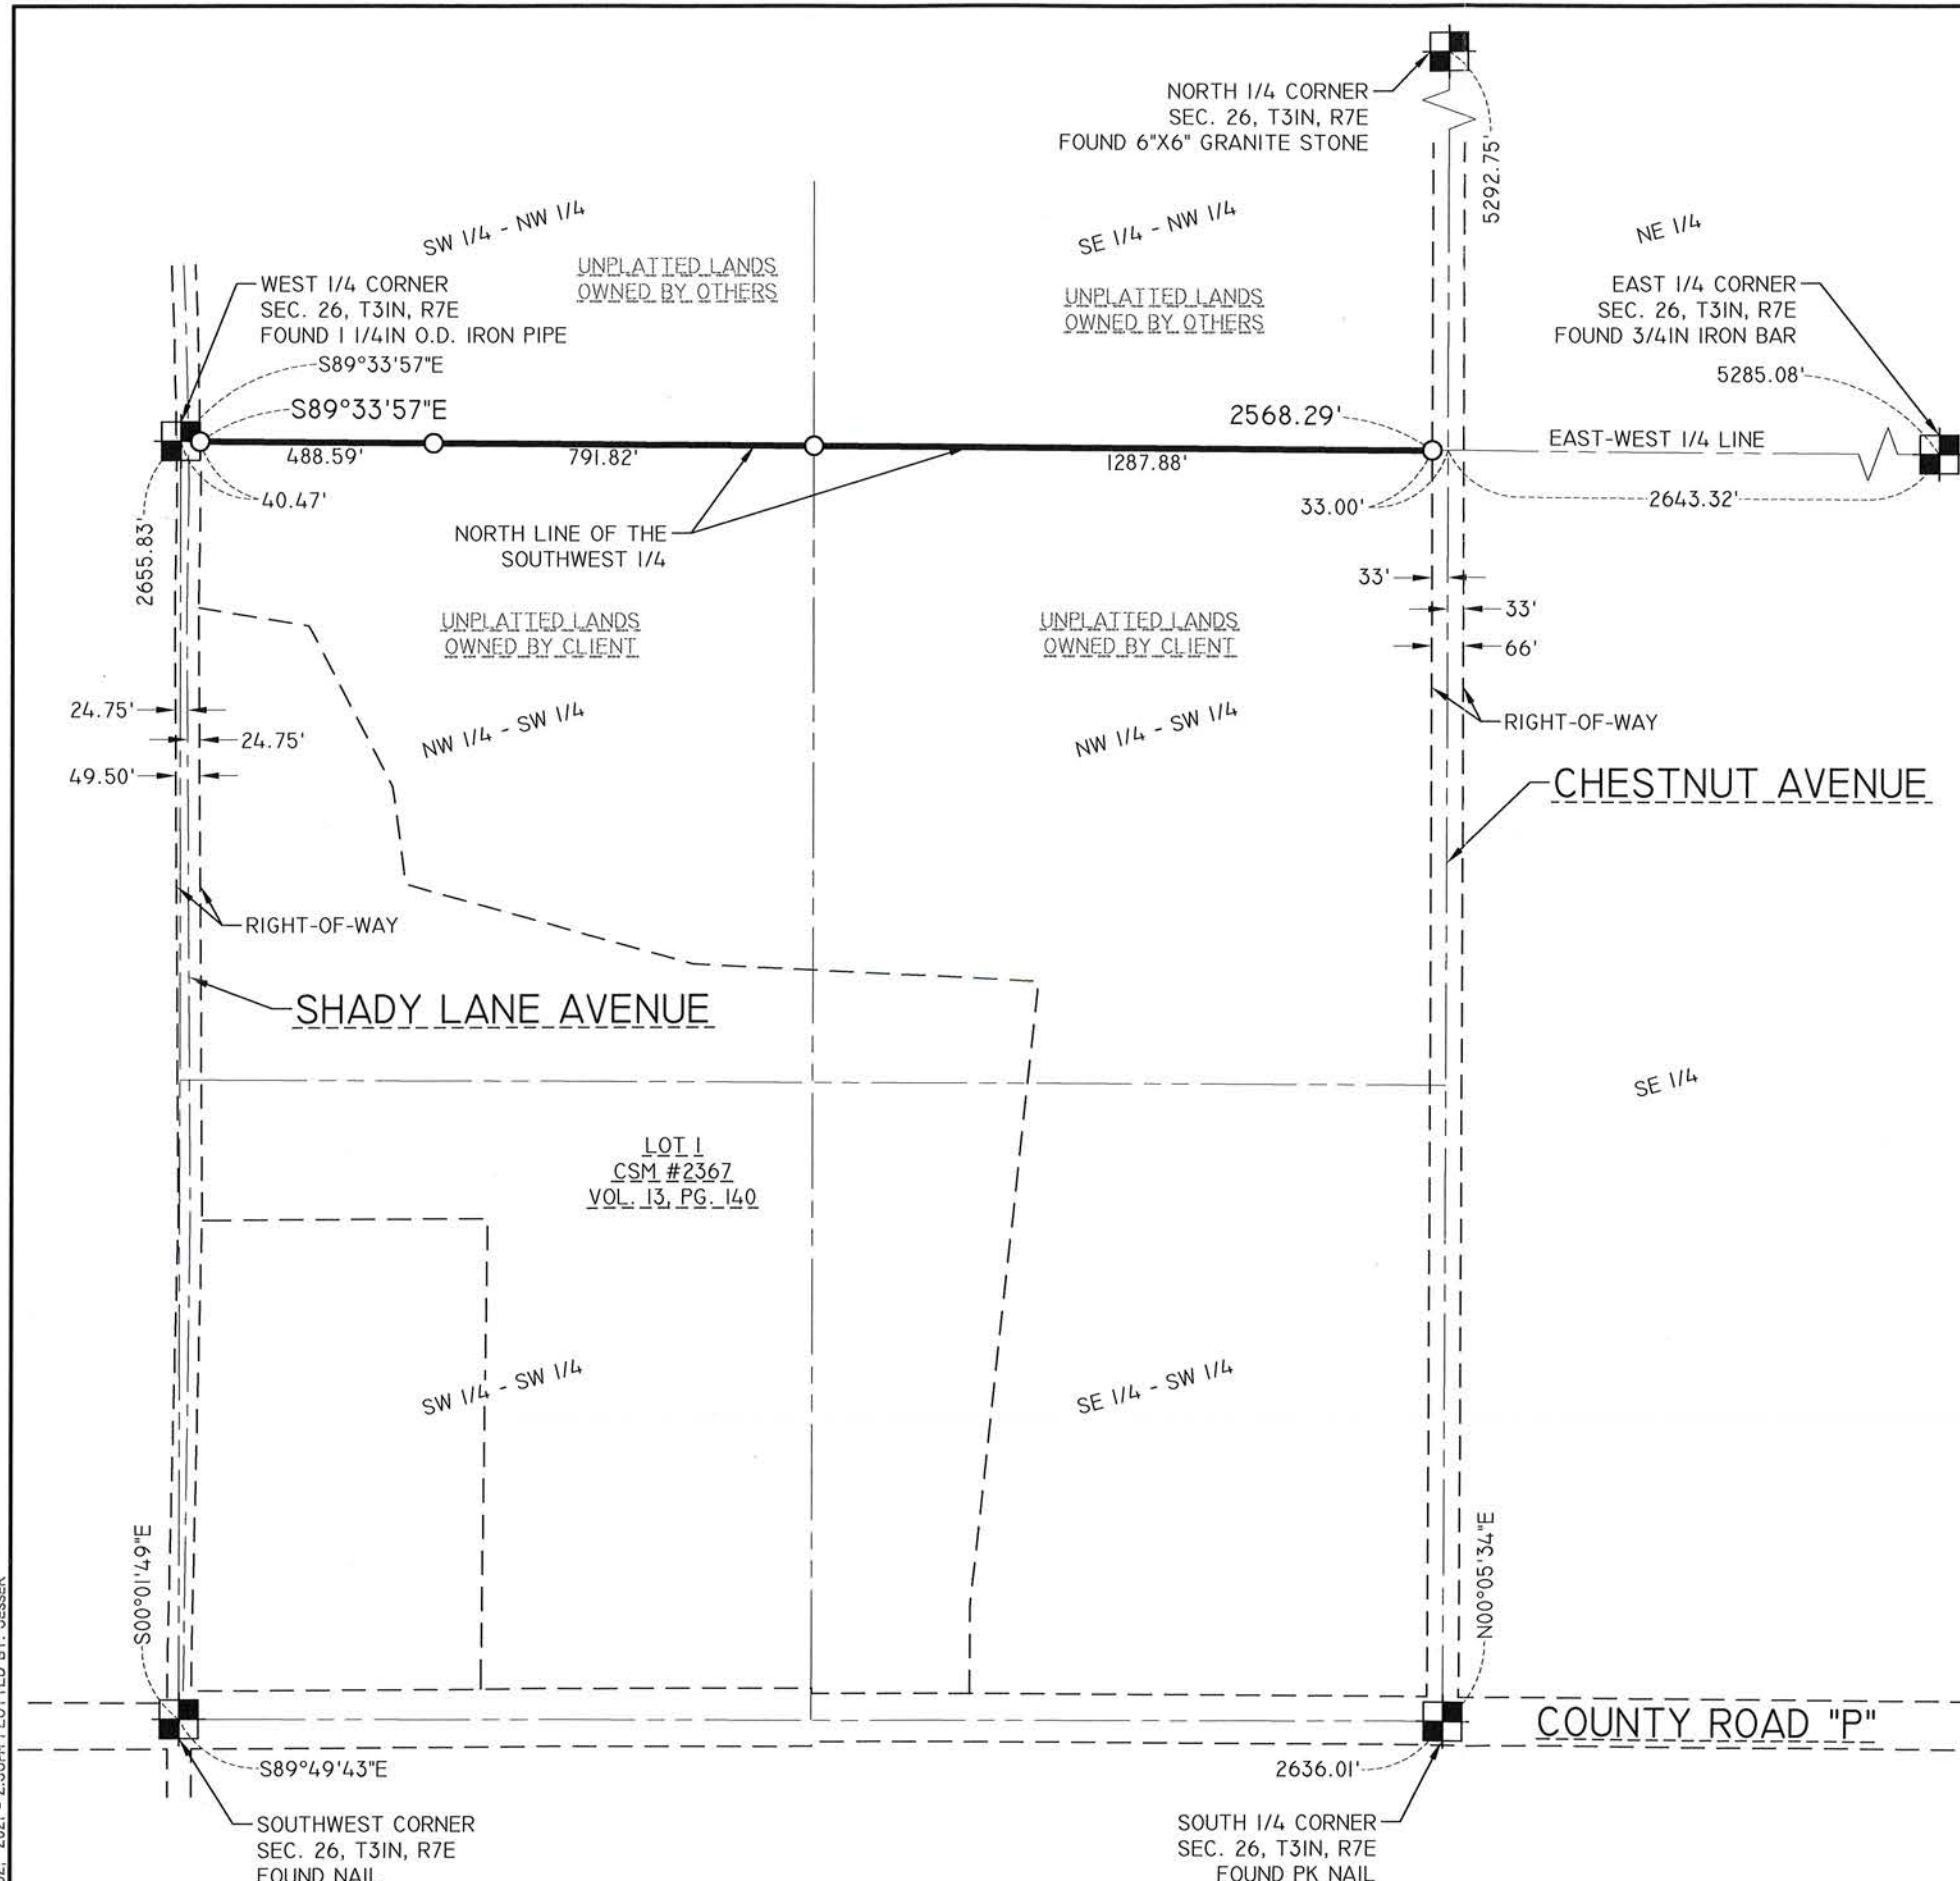 NORTH 1/4 CORNER
SEC. 26, T31N, R7E
FOUND 6"X6" GRANITE STONE
5292.75'
SW 1/4 - NW 1/4
SE 1/4 - NW 1/4
NE 1/4
UNPLATTED LANDS
OWNED BY OTHERS
UNPLATTED LANDS
OWNED BY OTHERS
WEST 1/4 CORNER
SEC. 26, T31N, R7E
FOUND 1 1/4IN O.D. IRON PIPE
EAST 1/4 CORNER
SEC. 26, T31N, R7E
FOUND 3/4IN IRON BAR
S89°33'57"E
5285.08'
S89°33'57"E
2568.29'
EAST-WEST 1/4 LINE
488.59'
791.82'
1287.88'
40.47'
33.00'
2643.32'
2655.83'
NORTH LINE OF THE
SOUTHWEST 1/4
33'
33'
66'
UNPLATTED LANDS
OWNED BY CLIENT
UNPLATTED LANDS
OWNED BY CLIENT
24.75'
24.75'
49.50'
NW 1/4 - SW 1/4
NW 1/4 - SW 1/4
RIGHT-OF-WAY
CHESTNUT AVENUE
RIGHT-OF-WAY
SHADY LANE AVENUE
SE 1/4
LOT 1
CSM #2367
VOL. 13, PG. 140
SW 1/4 - SW 1/4
SE 1/4 - SW 1/4
S00°01'49"E
N00°05'34"E
COUNTY ROAD "P"
S89°49'43"E
2636.01'
SOUTHWEST CORNER
SEC. 26, T31N, R7E
FOUND NAIL
SOUTH 1/4 CORNER
SEC. 26, T31N, R7E
FOUND PK NAIL